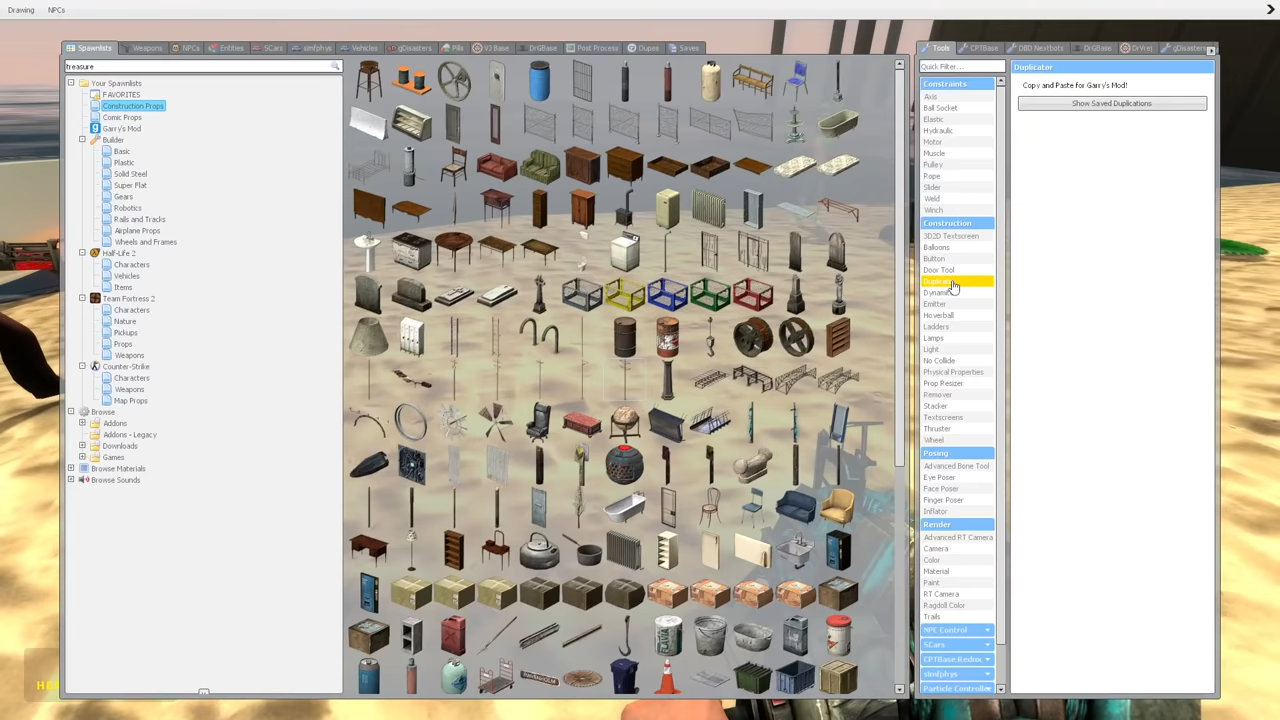 Drawing NPCs
Spawnlists Weapons NPCs Entities SCars simfphys Vehicles gDisasters Pills VJ Base DrGBase Post Process Dupes Saves
treasure
Your Spawnlists
FAVORITES
Construction Props
Comic Props
Garry's Mod
Builder
Basic
Plastic
Solid Steel
Super Flat
Gears
Robotics
Rails and Tracks
Airplane Props
Wheels and Frames
Half-Life 2
Characters
Vehicles
Items
Team Fortress 2
Characters
Nature
Pickups
Props
Weapons
Counter-Strike
Characters
Weapons
Map Props
Browse
Addons
Addons - Legacy
Downloads
Games
Browse Materials
Browse Sounds
Tools CPTBase DBD Nextbots DrGBase DrVrej gDisasters
Quick Filter...
Constraints
Axis
Ball Socket
Elastic
Hydraulic
Motor
Muscle
Pulley
Rope
Slider
Weld
Winch
Construction
3D2D Textscreen
Balloons
Button
Door Tool
Duplicator
Emitter
Hoverball
Ladders
Lamps
Light
No Collide
Physical Properties
Prop Resizer
Remover
Stacker
Textscreens
Thruster
Wheel
Posing
Advanced Bone Tool
Eye Poser
Face Poser
Finger Poser
Inflator
Render
Advanced RT Camera
Camera
Color
Material
Paint
RT Camera
Ragdoll Color
Trails
NPC Control
SCars
CPTBase Redux
simfphys
Particle Controller
Duplicator
Copy and Paste for Garry's Mod!
Show Saved Duplications